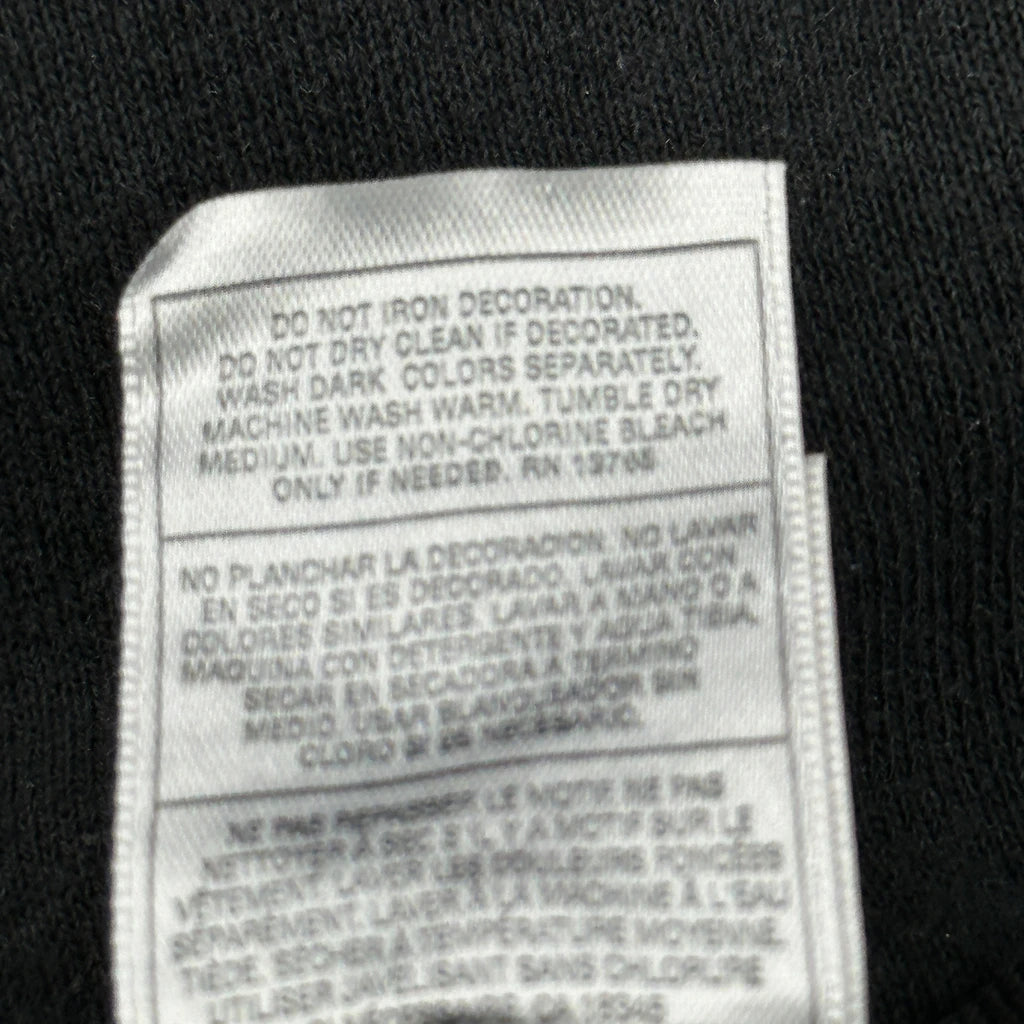 DO NOT IRON DECORATION.
DO NOT DRY CLEAN IF DECORATED.
WASH DARK COLORS SEPARATELY.
MACHINE WASH WARM. TUMBLE DRY
MEDIUM. USE NON-CHLORINE BLEACH
ONLY IF NEEDED. RN
NO PLANCHAR LA DECORACION. NO LAVAR
EN SECO SI ES DECORADO. LAVAR CON
COLORES SIMILARES. LAVAR A MANO O A
MAQUINA CON DETERGENTE Y AGUA TIBIA.
SECAR EN SECADORA A TERMINO
MEDIO. USAR BLANQUEADOR SIN
CLORO SI ES NECESARIO.
NE PAS REPASSER LE MOTIF. NE PAS
NETTOYER À SEC S'IL Y A MOTIF SUR LE
VÊTEMENT. LAVER LES COULEURS FONCÉES
SÉPARÉMENT. LAVER À LA MACHINE À L'EAU
TIÈDE. SÉCHER À TEMPÉRATURE MOYENNE.
UTILISER JAVELISANT SANS CHLORURE
CA